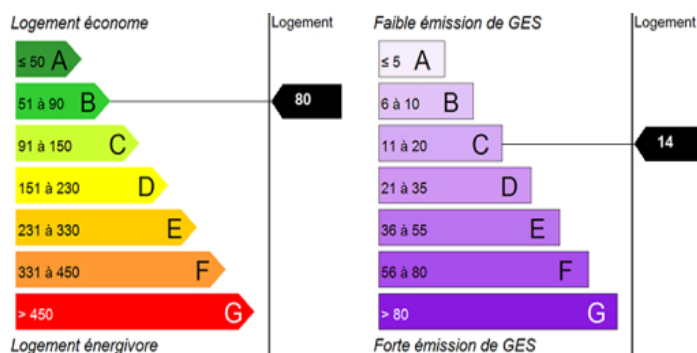 Logement économe
Logement
≤ 50 A
51 à 90 B
80
91 à 150 C
151 à 230 D
231 à 330 E
331 à 450 F
> 450 G
Logement énergivore
Faible émission de GES
Logement
≤ 5 A
6 à 10 B
11 à 20 C
14
21 à 35 D
36 à 55 E
56 à 80 F
> 80 G
Forte émission de GES